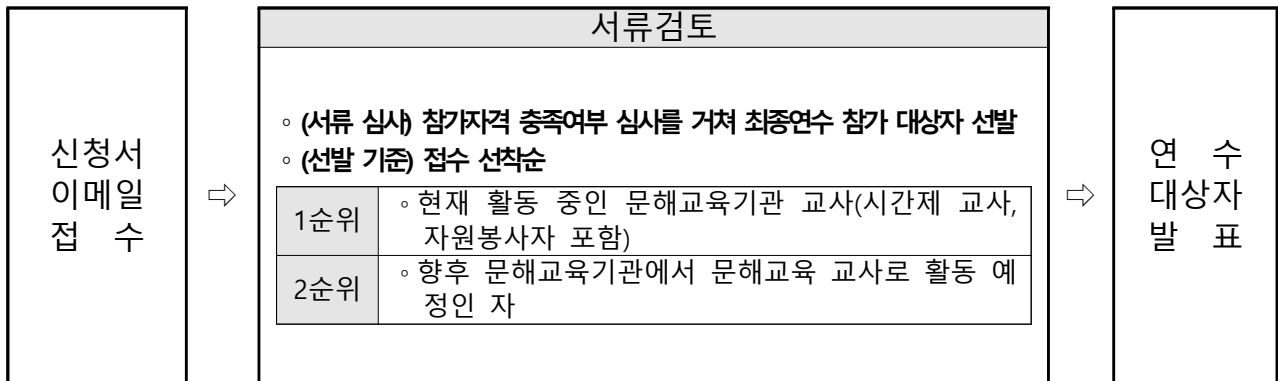 신청서
이메일
접 수
⇨
서류검토
◦ (서류 심사) 참가자격 충족여부 심사를 거쳐 최종연수 참가 대상자 선발
◦ (선발 기준) 접수 선착순
1순위
◦현재 활동 중인 문해교육기관 교사(시간제 교사,
자원봉사자 포함)
2순위
◦향후 문해교육기관에서 문해교육 교사로 활동 예
정인 자
⇨
연 수
대상자
발 표